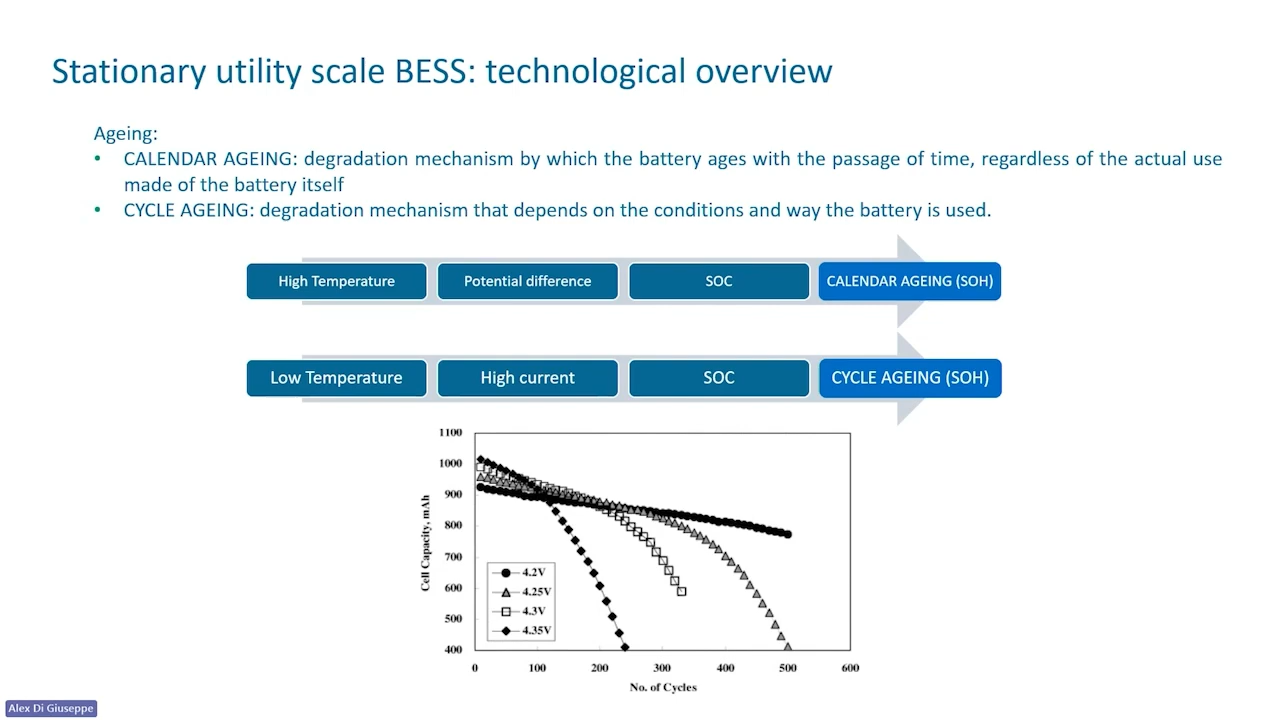 Stationary utility scale BESS: technological overview
Ageing:
• CALENDAR AGEING: degradation mechanism by which the battery ages with the passage of time, regardless of the actual use
made of the battery itself
• CYCLE AGEING: degradation mechanism that depends on the conditions and way the battery is used.
High Temperature
Potential difference
SOC
CALENDAR AGEING (SOH)
Low Temperature
High current
SOC
CYCLE AGEING (SOH)
1100
1000
900
800
700
600
500
400
Cell Capacity, mAh
4.2V
4.25V
4.3V
4.35V
0 100 200 300 400 500 600
No. of Cycles
Alex Di Giuseppe